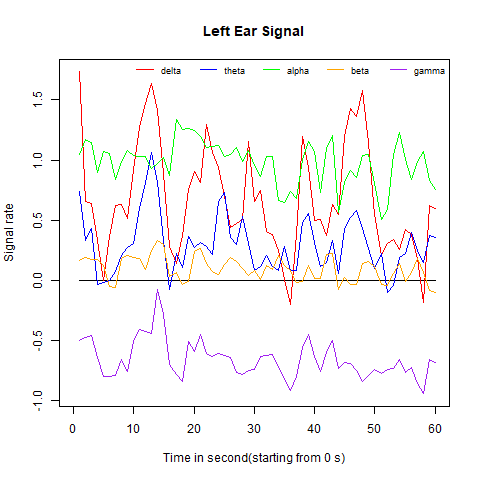 Left Ear Signal
delta theta alpha beta gamma
Signal rate
1.5
1.0
0.5
0.0
-0.5
-1.0
0 10 20 30 40 50 60
Time in second(starting from 0 s)